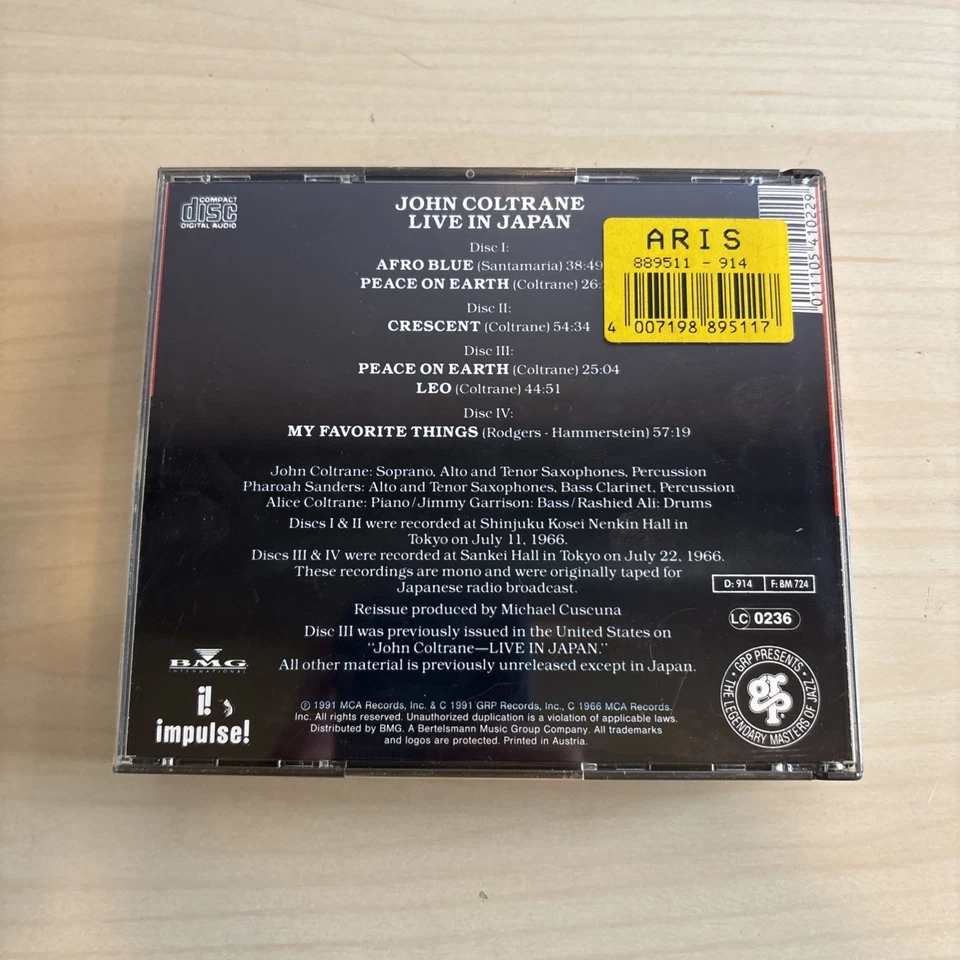 COMPACT
disc
DIGITAL AUDIO
JOHN COLTRANE
LIVE IN JAPAN
Disc I:
AFRO BLUE (Santamaria) 38:49
PEACE ON EARTH (Coltrane) 26:
Disc II:
CRESCENT (Coltrane) 54:34
Disc III:
PEACE ON EARTH (Coltrane) 25:04
LEO (Coltrane) 44:51
Disc IV:
MY FAVORITE THINGS (Rodgers - Hammerstein) 57:19
ARIS
889511 - 914
4 007198 895117
011105 410229
John Coltrane: Soprano, Alto and Tenor Saxophones, Percussion
Pharoah Sanders: Alto and Tenor Saxophones, Bass Clarinet, Percussion
Alice Coltrane: Piano/Jimmy Garrison: Bass/Rashied Ali: Drums
Discs I & II were recorded at Shinjuku Kosei Nenkin Hall in
Tokyo on July 11, 1966.
Discs III & IV were recorded at Sankei Hall in Tokyo on July 22, 1966.
These recordings are mono and were originally taped for
Japanese radio broadcast.
Reissue produced by Michael Cuscuna
Disc III was previously issued in the United States on
"John Coltrane—LIVE IN JAPAN."
All other material is previously unreleased except in Japan.
D: 914 F: BM 724
LC 0236
BMG
INTERNATIONAL
i!
impulse!
℗ 1991 MCA Records, Inc. & C 1991 GRP Records, Inc., C 1966 MCA Records,
Inc. All rights reserved. Unauthorized duplication is a violation of applicable laws.
Distributed by BMG. A Bertelsmann Music Group Company. All trademarks
and logos are protected. Printed in Austria.
GRP PRESENTS
THE LEGENDARY MASTERS OF JAZZ
grp